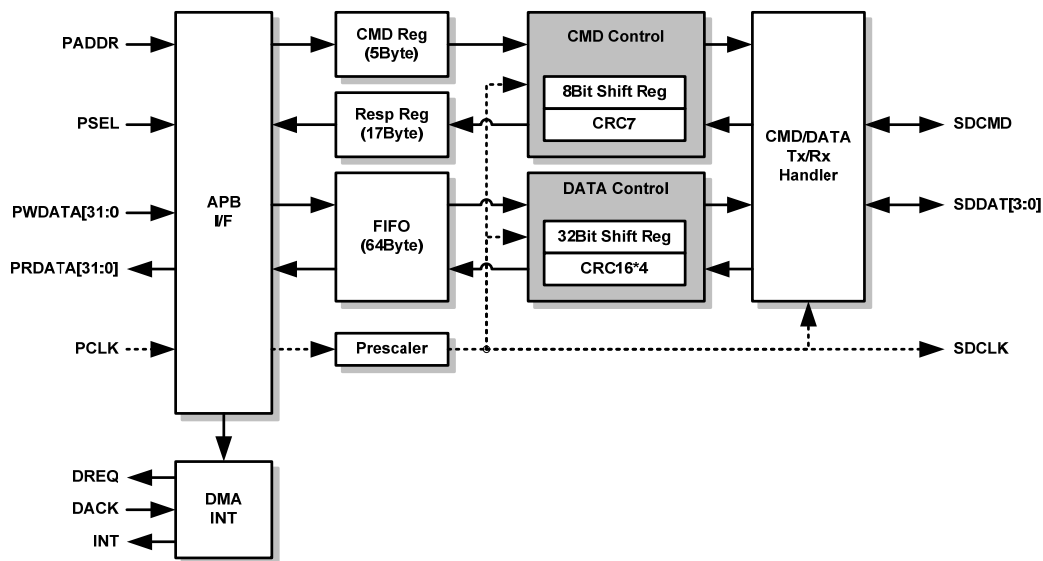 PADDR
PSEL
PWDATA[31:0
PRDATA[31:0]
PCLK
APB
I/F
CMD Reg
(5Byte)
Resp Reg
(17Byte)
FIFO
(64Byte)
Prescaler
CMD Control
8Bit Shift Reg
CRC7
DATA Control
32Bit Shift Reg
CRC16*4
CMD/DATA
Tx/Rx
Handler
SDCMD
SDDAT[3:0]
SDCLK
DREQ
DACK
INT
DMA
INT